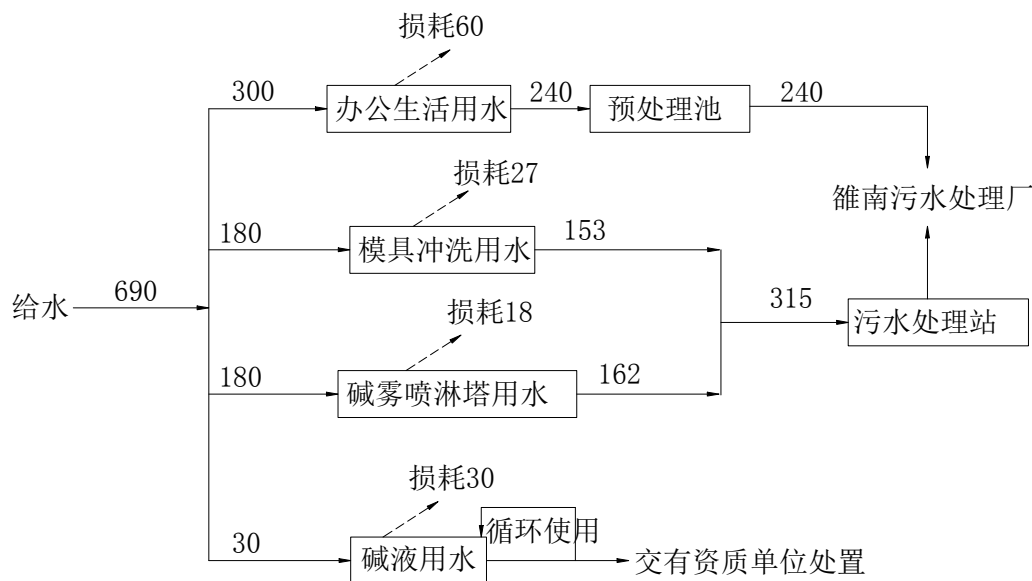 损耗60
300
办公生活用水
240
预处理池
240
损耗27
雒南污水处理厂
180
模具冲洗用水
153
给水
690
损耗18
315
污水处理站
180
碱雾喷淋塔用水
162
损耗30
循环使用
30
碱液用水
交有资质单位处置